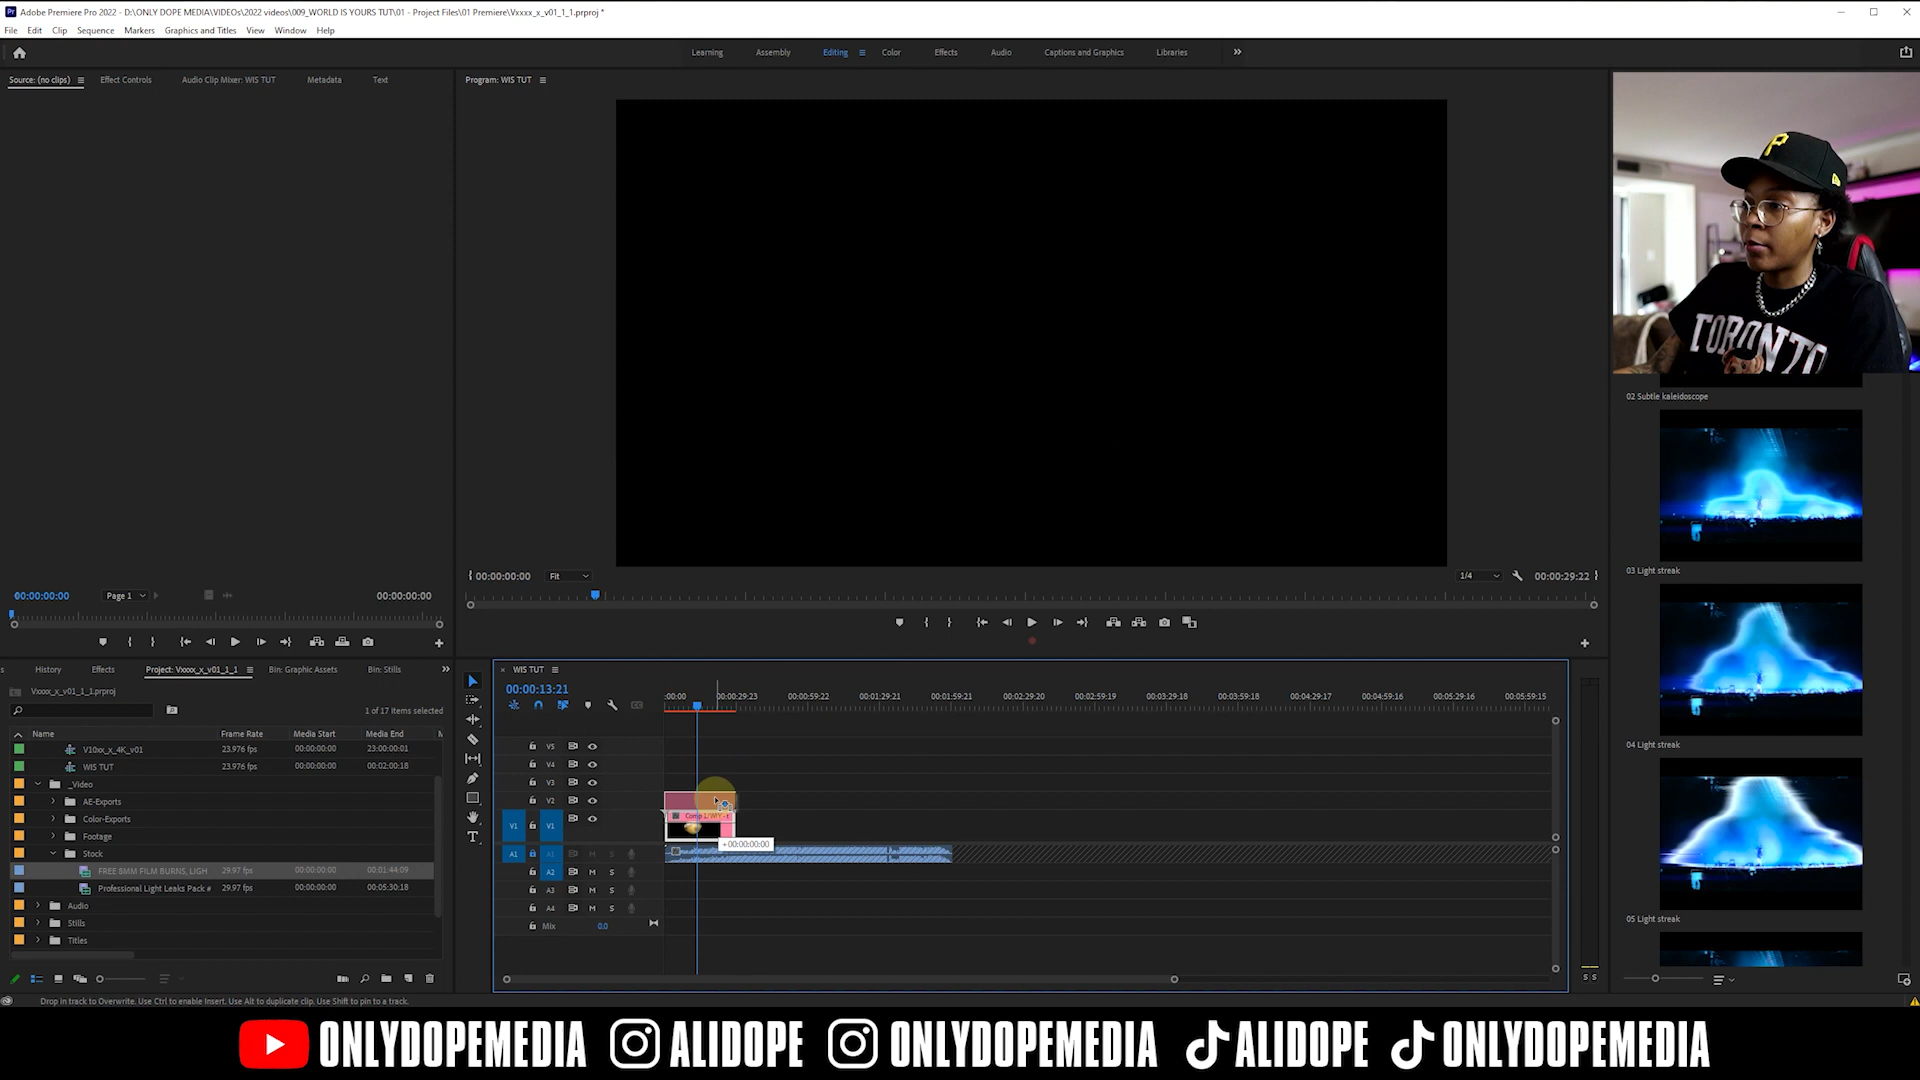 Pr Adobe Premiere Pro 2022 - D:\ONLY DOPE MEDIA\VIDEOs\2022 videos\009_WORLD IS YOURS TUT\01 - Project Files\01 Premiere\Vxxxx_x_v01_1_1.prproj *
File Edit Clip Sequence Markers Graphics and Titles View Window Help
Learning Assembly Editing Color Effects Audio Captions and Graphics Libraries
Source: (no clips) Effect Controls Audio Clip Mixer: WIS TUT Metadata Text
Program: WIS TUT
P
TORONTO
02 Subtle kaleidoscope
03 Light streak
04 Light streak
05 Light streak
00:00:00:00 Fit 1/4 00:00:29:22
00:00:00:00 Page 1 00:00:00:00
History Effects Project: Vxxxx_x_v01_1_1 Bin: Graphic Assets Bin: Stills
Vxxxx_x_v01_1_1.prproj
1 of 17 items selected
Name Frame Rate Media Start Media End
V10xx_x_4K_v01 23.976 fps 00:00:00:00 23:00:00:01
WIS TUT 23.976 fps 00:00:00:00 00:02:00:18
_Video
AE-Exports
Color-Exports
Footage
Stock
FREE 8MM FILM BURNS, LIGH 29.97 fps 00:00:00:00 00:01:44:09
Professional Light Leaks Pack # 29.97 fps 00:00:00:00 00:05:30:18
Audio
Stills
Titles
WIS TUT
00:00:13:21
:00:00 00:00:29:23 00:00:59:22 00:01:29:21 00:01:59:21 00:02:29:20 00:02:59:19 00:03:29:18 00:03:59:18 00:04:29:17 00:04:59:16 00:05:29:16 00:05:59:15
V5
V4
V3
V2
V1 V1
Comp 1/WIY - t
+00:00:00:00
A1 A1 M S
A2 M S
A3 M S
A4 M S
Mix 0.0
S S
Drop in track to Overwrite. Use Ctrl to enable Insert. Use Alt to duplicate clip. Use Shift to pin to a track.
ONLYDOPEMEDIA ALIDOPE ONLYDOPEMEDIA ALIDOPE ONLYDOPEMEDIA